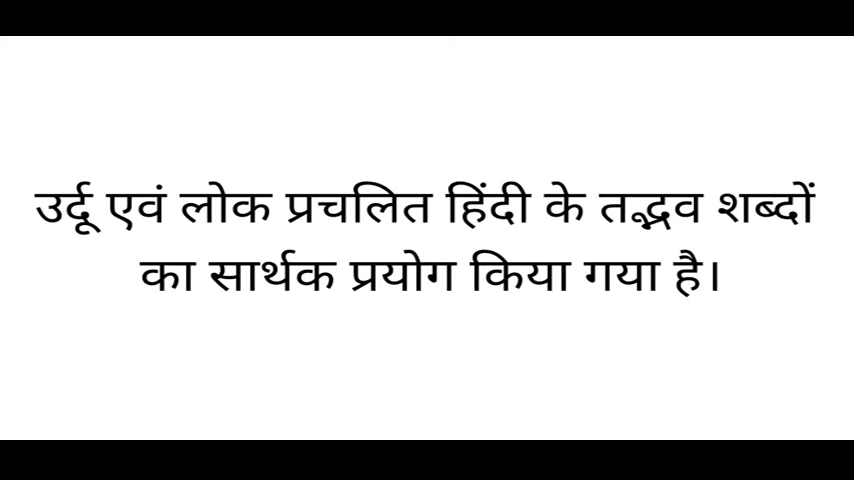 उर्दू एवं लोक प्रचलित हिंदी के तद्भव शब्दों
का सार्थक प्रयोग किया गया है।